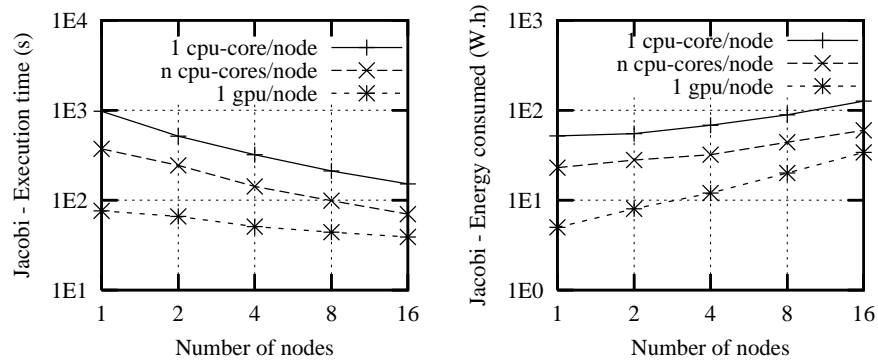 Jacobi - Execution time (s)
1E4
1E3
1E2
1E1
1 cpu-core/node
n cpu-cores/node
1 gpu/node
1 2 4 8 16
Number of nodes
Jacobi - Energy consumed (W.h)
1E3
1E2
1E1
1E0
1 cpu-core/node
n cpu-cores/node
1 gpu/node
1 2 4 8 16
Number of nodes